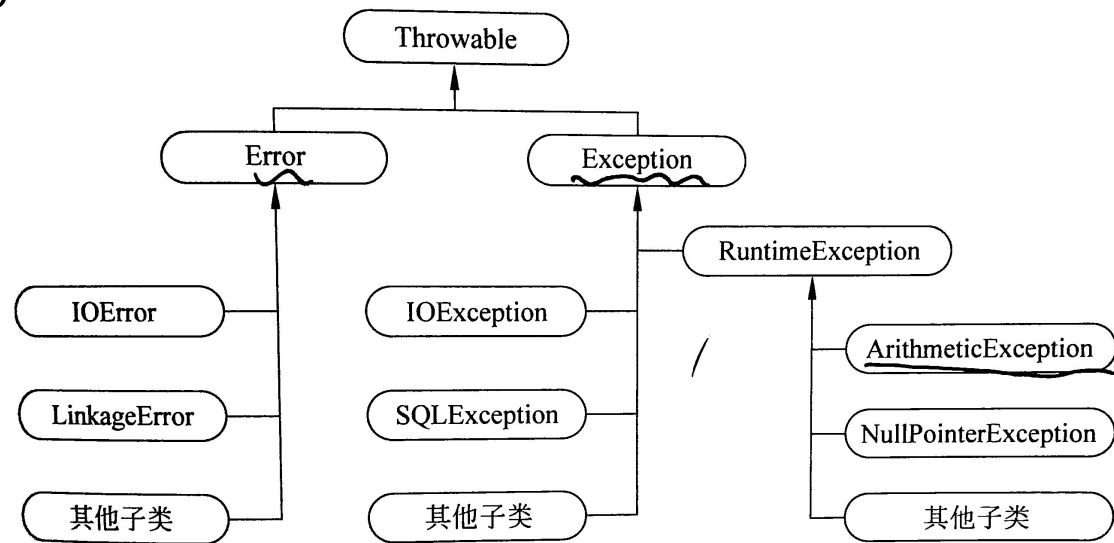 Throwable
Error
Exception
RuntimeException
IOError
IOException
ArithmeticException
LinkageError
SQLException
NullPointerException
其他子类
其他子类
其他子类